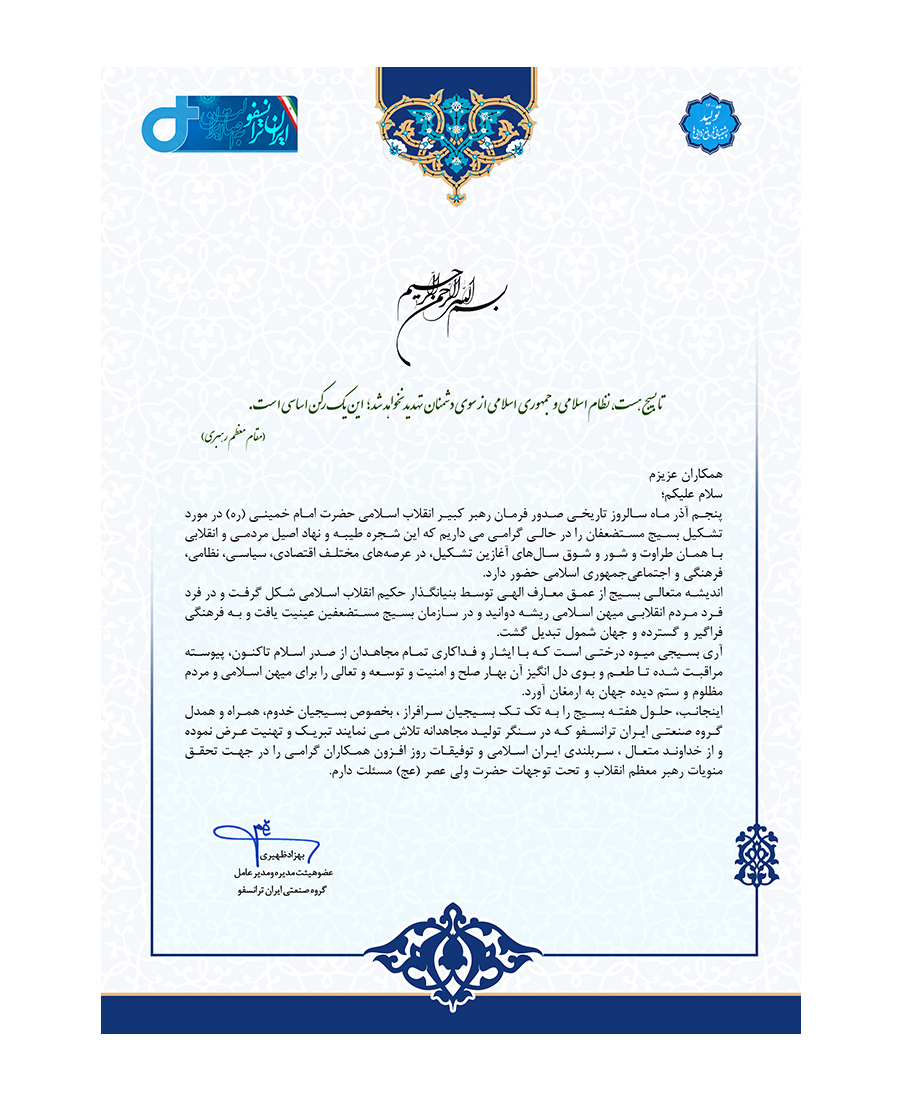 ایران ترانسفو
تولید
بسم الله الرحمن الرحیم
تا بسیج هست، نظام اسلامی و جمهوری اسلامی از سوی دشمنان تهدید نخواهد شد؛ این یک رکن اساسی است.
(مقام معظم رهبری)
همکاران عزیزم
سلام علیکم؛
پنجم آذر ماه سالروز تاریخی صدور فرمان رهبر کبیر انقلاب اسلامی حضرت امام خمینی (ره) در مورد
تشکیل بسیج مستضعفان را در حالی گرامی می داریم که این شجره طیبه و نهاد اصیل مردمی و انقلابی
با همان طراوت و شور و شوق سال‌های آغازین تشکیل، در عرصه‌های مختلف اقتصادی، سیاسی، نظامی،
فرهنگی و اجتماعی‌جمهوری اسلامی حضور دارد.
اندیشه متعالی بسیج از عمق معارف الهی توسط بنیانگذار حکیم انقلاب اسلامی شکل گرفت و در فرد
فرد مردم انقلابی میهن اسلامی ریشه دوانید و در سازمان بسیج مستضعفین عینیت یافت و به فرهنگی
فراگیر و گسترده و جهان شمول تبدیل گشت.
آری بسیجی میوه درختی است که با ایثار و فداکاری تمام مجاهدان از صدر اسلام تاکنون، پیوسته
مراقبت شده تا طعم و بوی دل انگیز آن بهار صلح و امنیت و توسعه و تعالی را برای میهن اسلامی و مردم
مظلوم و ستم دیده جهان به ارمغان آورد.
اینجانب، حلول هفته بسیج را به تک تک بسیجیان سرافراز ، بخصوص بسیجیان خدوم، همراه و همدل
گروه صنعتی ایران ترانسفو که در سنگر تولید مجاهدانه تلاش می نمایند تبریک و تهنیت عرض نموده
و از خداوند متعال ، سربلندی ایران اسلامی و توفیقات روز افزون همکاران گرامی را در جهت تحقق
منویات رهبر معظم انقلاب و تحت توجهات حضرت ولی عصر (عج) مسئلت دارم.
بهزاد ظهیری
عضو هیئت مدیره و مدیر عامل
گروه صنعتی ایران ترانسفو